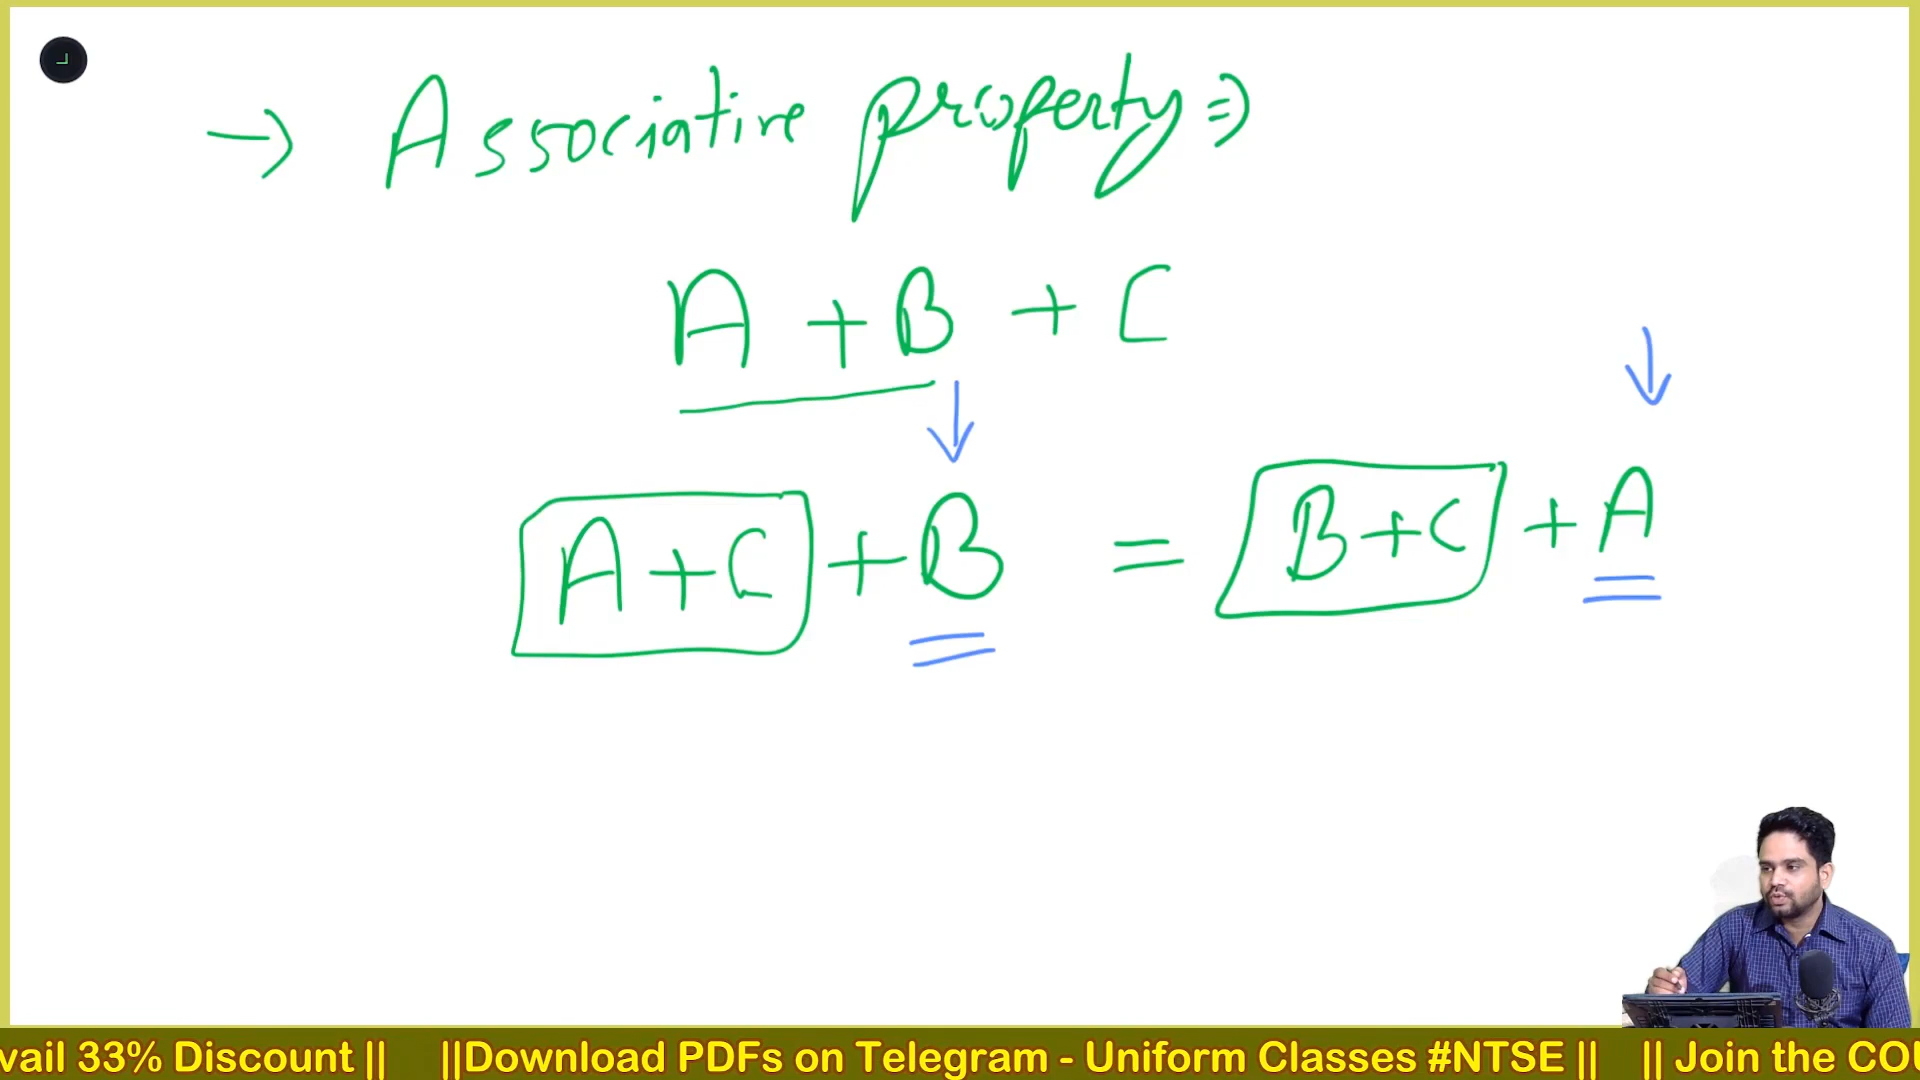 → Associative property ⇒
A + B + C
A+C + B = B+C + A
vail 33% Discount || ||Download PDFs on Telegram - Uniform Classes #NTSE || || Join the COU